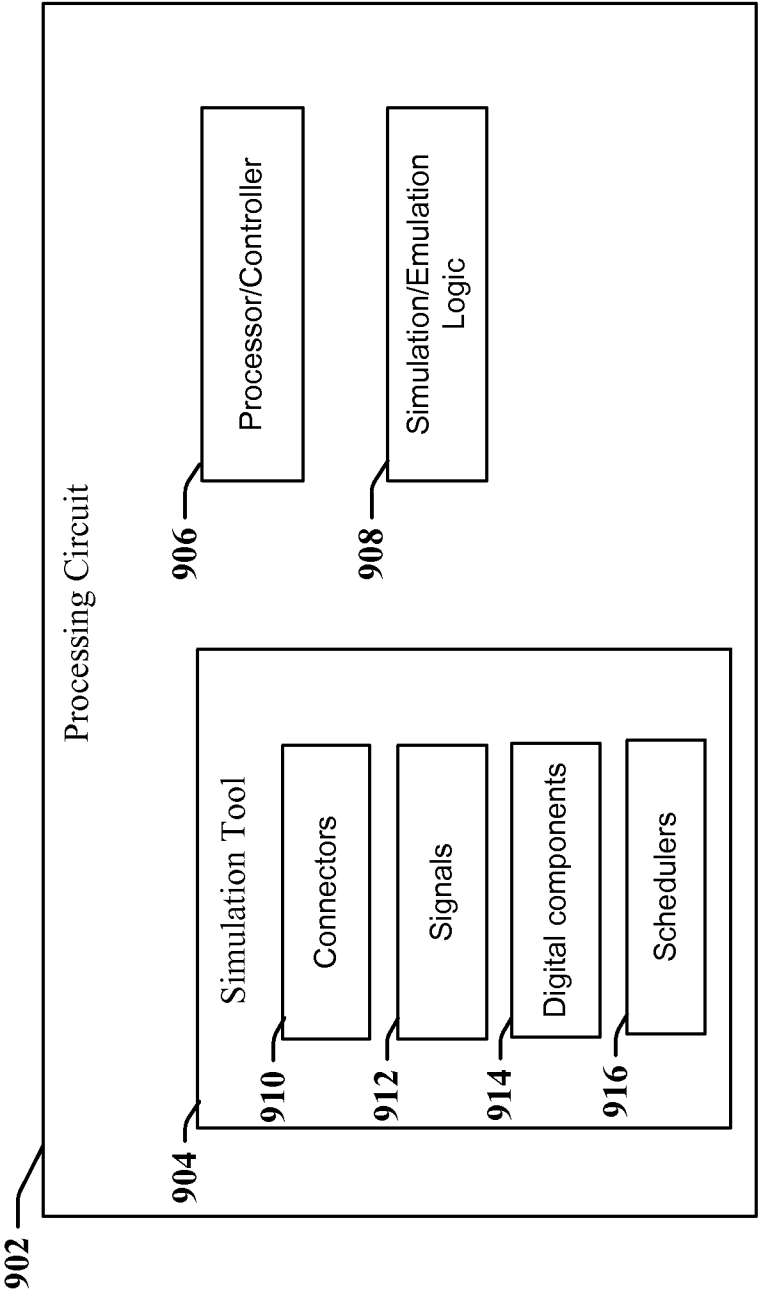 902
Processing Circuit
904
Simulation Tool
910
Connectors
912
Signals
914
Digital components
916
Schedulers
906
Processor/Controller
908
Simulation/Emulation
Logic